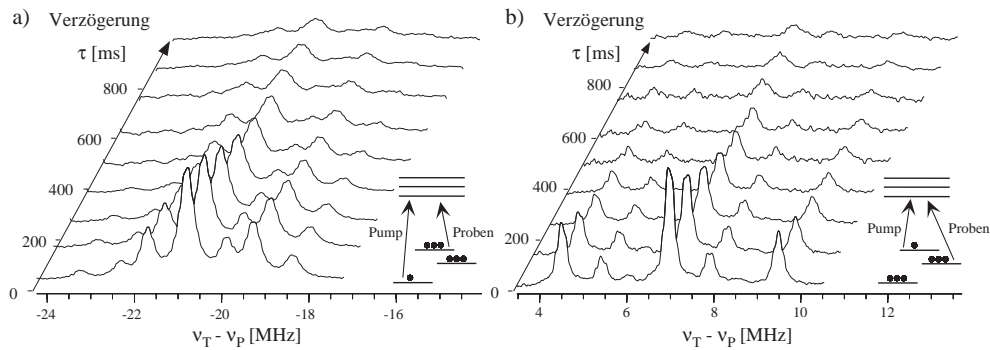 a) Verzögerung
τ [ms]
800
600
400
200
0
-24 -22 -20 -18 -16
ν_T - ν_P [MHz]
Pump
Proben
b) Verzögerung
τ [ms]
800
600
400
200
0
4 6 8 10 12
ν_T - ν_P [MHz]
Pump
Proben